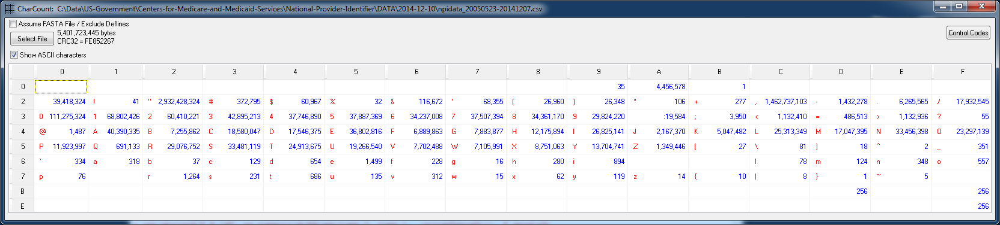 CharCount:  C:\Data\US-Government\Centers-for-Medicare-and-Medicaid-Services\National-Provider-Identifier\DATA\2014-12-10\npidata_20050523-20141207.csv
Assume FASTA File / Exclude Deflines
Select File
5,401,723,445 bytes
CRC32 = FE852267
Control Codes
Show ASCII characters
0 1 2 3 4 5 6 7 8 9 A B C D E F
0 35 4,456,578 1
2 39,418,324 ! 41 " 2,932,428,324 # 372,795 $ 60,967 % 32 & 116,672 ' 68,355 ( 26,960 ) 26,348 * 106 + 277 , 1,462,737,103 - 1,432,278 . 6,265,565 / 17,932,545
3 0 111,275,324 1 68,802,426 2 60,410,221 3 42,895,213 4 37,746,890 5 37,887,369 6 34,237,008 7 37,507,394 8 34,361,170 9 29,824,220 :19,584 ; 3,950 < 1,132,410 = 486,513 > 1,132,936 ? 55
4 @ 1,487 A 40,390,335 B 7,255,862 C 18,580,047 D 17,546,375 E 36,802,816 F 6,889,863 G 7,883,877 H 12,175,894 I 26,825,141 J 2,167,370 K 5,047,482 L 25,313,349 M 17,047,395 N 33,456,398 O 23,297,139
5 P 11,923,997 Q 691,133 R 29,076,752 S 33,481,119 T 24,913,675 U 19,266,540 V 7,702,488 W 7,105,991 X 8,751,063 Y 13,704,741 Z 1,349,446 [ 27 \ 81 ] 18 ^ 2 _ 351
6 ` 334 a 318 b 37 c 129 d 654 e 1,499 f 228 g 16 h 280 i 894 l 78 m 124 n 348 o 557
7 p 76 r 1,264 s 231 t 686 u 135 v 312 w 15 x 62 y 119 z 14 { 10 | 8 } 1 ~ 5
B 256 256
E 256